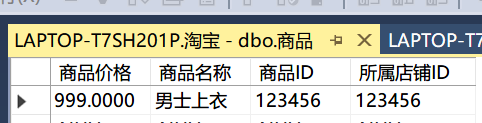 LAPTOP-T7SH201P.淘宝 - dbo.商品 LAPTOP-T7
商品价格 商品名称 商品ID 所属店铺ID
999.0000 男士上衣 123456 123456